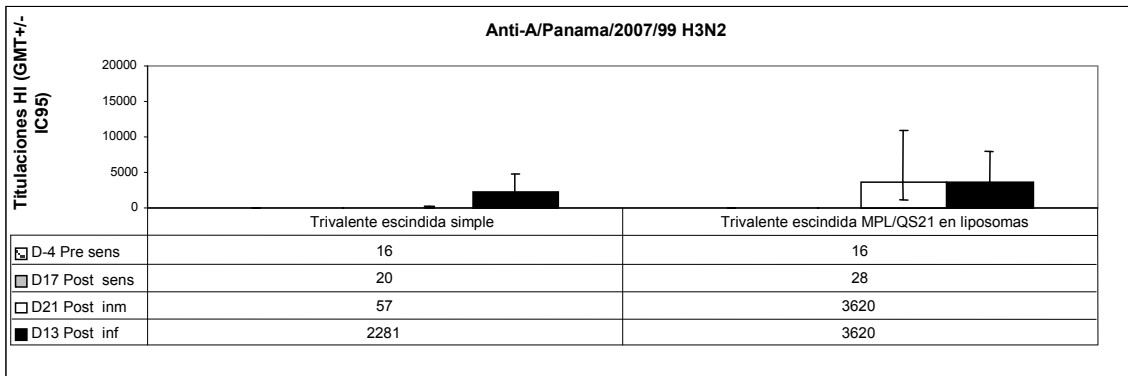 Anti-A/Panama/2007/99 H3N2
Titulaciones HI (GMT+/-
IC95)
20000
15000
10000
5000
0
Trivalente escindida simple Trivalente escindida MPL/QS21 en liposomas
D-4 Pre sens 16 16
D17 Post sens 20 28
D21 Post inm 57 3620
D13 Post inf 2281 3620